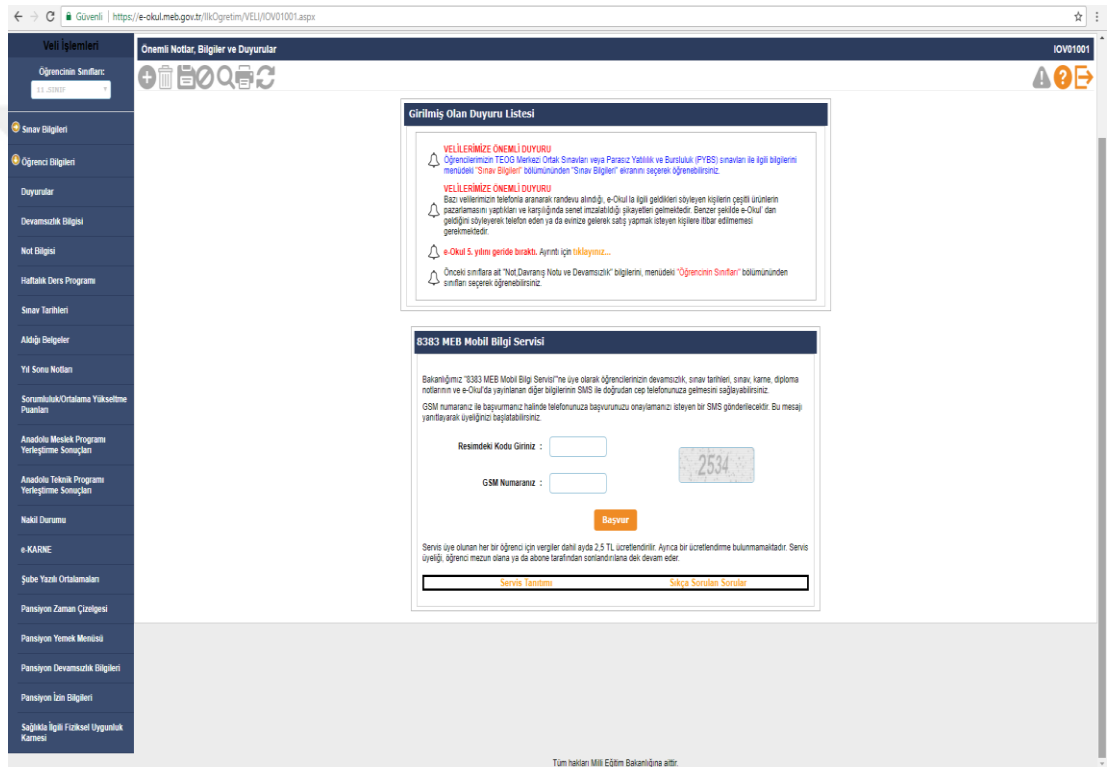 Güvenli | https://e-okul.meb.gov.tr/IlkOgretim/VELI/IOV01001.aspx
Veli İşlemleri
Öğrencinin Sınıfları:
11.SINIF
Sınav Bilgileri
Öğrenci Bilgileri
Duyurular
Devamsızlık Bilgisi
Not Bilgisi
Haftalık Ders Programı
Sınav Tarihleri
Aldığı Belgeler
Yıl Sonu Notları
Sorumluluk/Ortalama Yükseltme
Puanları
Anadolu Meslek Programı
Yerleştirme Sonuçları
Anadolu Teknik Programı
Yerleştirme Sonuçları
Nakil Durumu
e-KARNE
Şube Yazılı Ortalamaları
Pansiyon Zaman Çizelgesi
Pansiyon Yemek Menüsü
Pansiyon Devamsızlık Bilgileri
Pansiyon İzin Bilgileri
Sağlıkla İlgili Fiziksel Uygunluk
Karnesi
Önemli Notlar, Bilgiler ve Duyurular
IOV01001
Girilmiş Olan Duyuru Listesi
VELİLERİMİZE ÖNEMLİ DUYURU
Öğrencilerimizin TEOG Merkezi Ortak Sınavları veya Parasız Yatılılık ve Bursluluk (PYBS) sınavları ile ilgili bilgilerini
menüdeki "Sınav Bilgileri" bölümününden "Sınav Bilgileri" ekranını seçerek öğrenebilirsiniz.
VELİLERİMİZE ÖNEMLİ DUYURU
Bazı velilerimizin telefonla aranarak randevu alındığı, e-Okul la ilgili geldikleri söyleyen kişilerin çeşitli ürünlerin
pazarlamasını yaptıkları ve karşılığında senet imzalatıldığı şikayetleri gelmektedir. Benzer şekilde e-Okul' dan
geldiğini söyleyerek telefon eden ya da evinize gelerek satış yapmak isteyen kişilere itibar edilmemesi
gerekmektedir.
e-Okul 5. yılını geride bıraktı. Ayrıntı için tıklayınız...
Önceki sınıflara ait "Not,Davranış Notu ve Devamsızlık" bilgilerini, menüdeki "Öğrencinin Sınıfları" bölümününden
sınıfları seçerek öğrenebilirsiniz.
8383 MEB Mobil Bilgi Servisi
Bakanlığımız "8383 MEB Mobil Bilgi Servisi"ne üye olarak öğrencilerinizin devamsızlık, sınav tarihleri, sınav, karne, diploma
notlarının ve e-Okul'da yayınlanan diğer bilgilerinin SMS ile doğrudan cep telefonunuza gelmesini sağlayabilirsiniz.
GSM numaranız ile başvurmanız halinde telefonunuza başvurunuzu onaylamanızı isteyen bir SMS gönderilecektir. Bu mesajı
yanıtlayarak üyeliğinizi başlatabilirsiniz.
Resimdeki Kodu Giriniz :
2534
GSM Numaranız :
Başvur
Servis üye olunan her bir öğrenci için vergiler dahil ayda 2,5 TL ücretlendirilir. Ayrıca bir ücretlendirme bulunmamaktadır. Servis
üyeliği, öğrenci mezun olana ya da abone tarafından sonlandırılana dek devam eder.
Servis Tanıtımı Sıkça Sorulan Sorular
Tüm hakları Milli Eğitim Bakanlığına aittir.